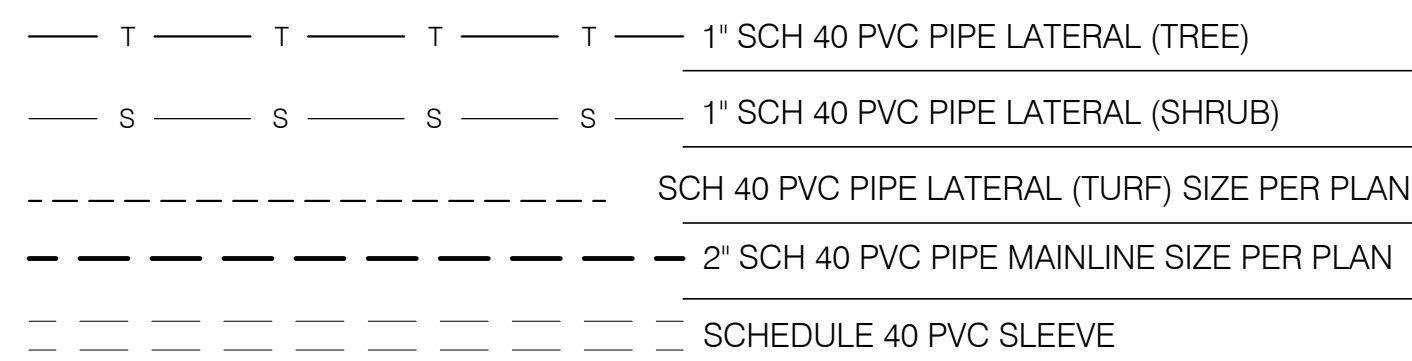 T T T T 1" SCH 40 PVC PIPE LATERAL (TREE)
S S S S 1" SCH 40 PVC PIPE LATERAL (SHRUB)
SCH 40 PVC PIPE LATERAL (TURF) SIZE PER PLAN
2" SCH 40 PVC PIPE MAINLINE SIZE PER PLAN
SCHEDULE 40 PVC SLEEVE